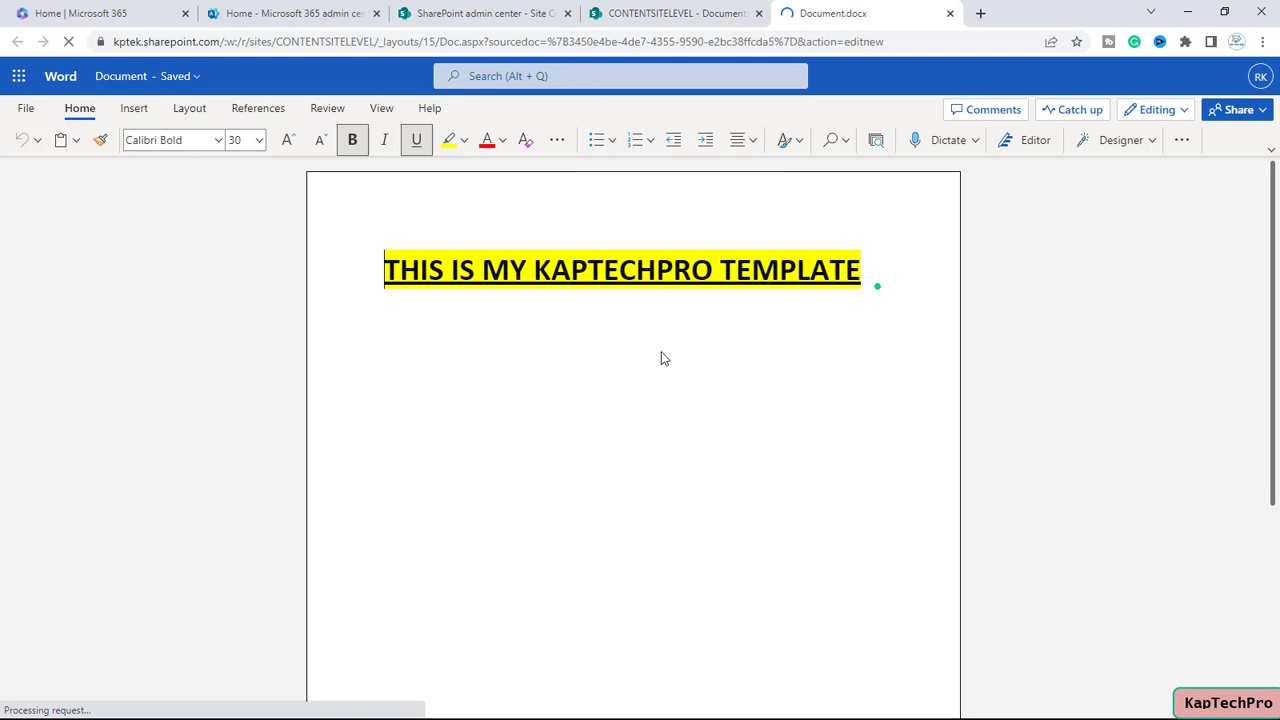 Home | Microsoft 365
Home - Microsoft 365 admin cen
SharePoint admin center - Site C
CONTENTSITELEVEL - Documents
Document.docx
kptek.sharepoint.com/:w:/r/sites/CONTENTSITELEVEL/_layouts/15/Doc.aspx?sourcedoc=%7B3450e4be-4de7-4355-9590-e2bc38ffcda5%7D&action=editnew
Word
Document - Saved
Search (Alt + Q)
RK
File
Home
Insert
Layout
References
Review
View
Help
Comments
Catch up
Editing
Share
Calibri Bold
30
A
A
B
I
U
A
A
Dictate
Editor
Designer
THIS IS MY KAPTECHPRO TEMPLATE
Processing request...
KapTechPro